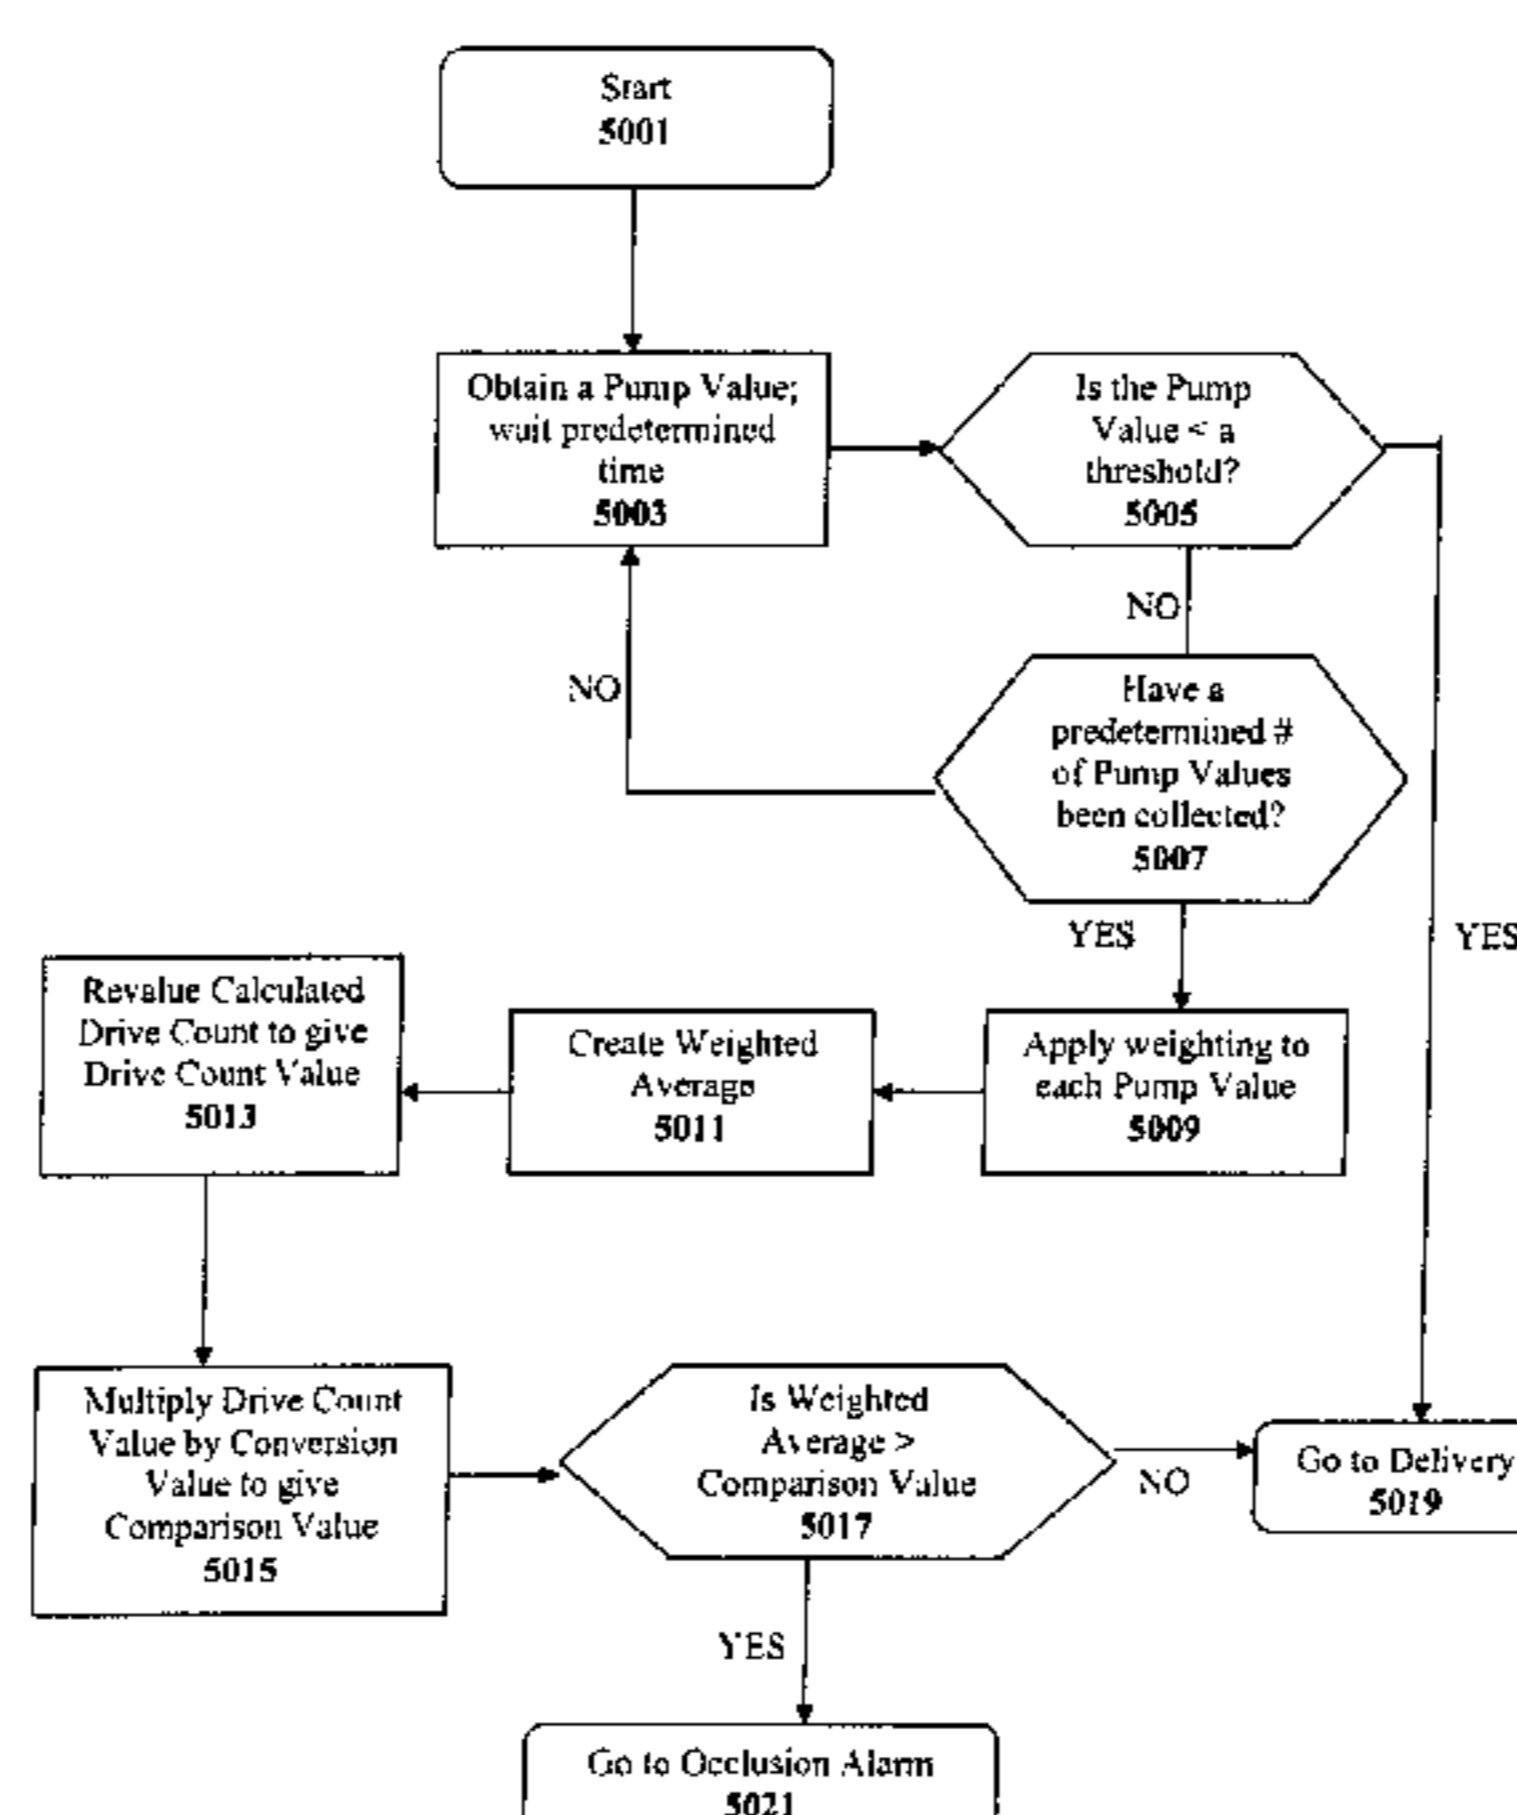 Start
5001
Obtain a Pump Value;
wait predetermined
time
5003
Is the Pump
Value < a
threshold?
5005
NO
NO
Have a
predetermined #
of Pump Values
been collected?
5007
YES
YES
Revalue Calculated
Drive Count to give
Drive Count Value
5013
Create Weighted
Average
5011
Apply weighting to
each Pump Value
5009
Multiply Drive Count
Value by Conversion
Value to give
Comparison Value
5015
Is Weighted
Average >
Comparison Value
5017
NO
Go to Delivery
5019
YES
Go to Occlusion Alarm
5021